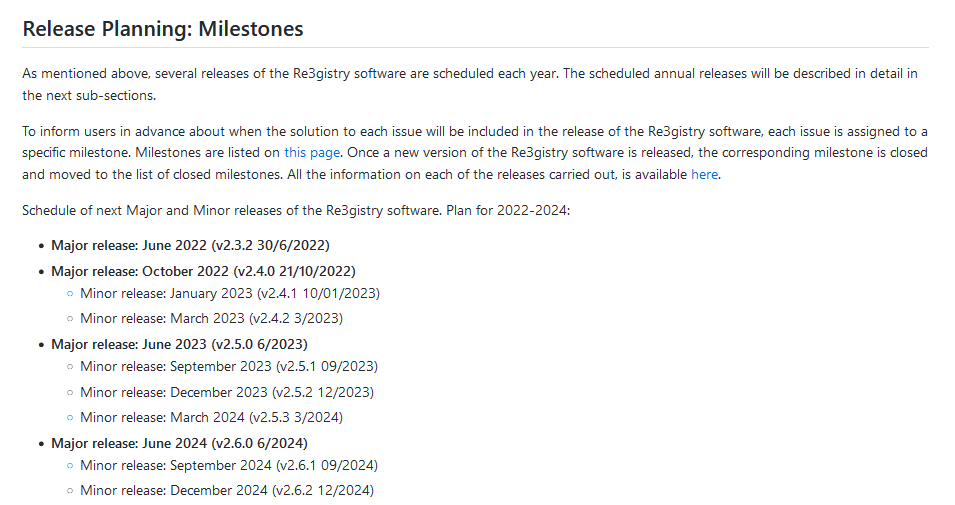 Release Planning: Milestones
As mentioned above, several releases of the Re3gistry software are scheduled each year. The scheduled annual releases will be described in detail in
the next sub-sections.
To inform users in advance about when the solution to each issue will be included in the release of the Re3gistry software, each issue is assigned to a
specific milestone. Milestones are listed on this page. Once a new version of the Re3gistry software is released, the corresponding milestone is closed
and moved to the list of closed milestones. All the information on each of the releases carried out, is available here.
Schedule of next Major and Minor releases of the Re3gistry software. Plan for 2022-2024:
• Major release: June 2022 (v2.3.2 30/6/2022)
• Major release: October 2022 (v2.4.0 21/10/2022)
◦ Minor release: January 2023 (v2.4.1 10/01/2023)
◦ Minor release: March 2023 (v2.4.2 3/2023)
• Major release: June 2023 (v2.5.0 6/2023)
◦ Minor release: September 2023 (v2.5.1 09/2023)
◦ Minor release: December 2023 (v2.5.2 12/2023)
◦ Minor release: March 2024 (v2.5.3 3/2024)
• Major release: June 2024 (v2.6.0 6/2024)
◦ Minor release: September 2024 (v2.6.1 09/2024)
◦ Minor release: December 2024 (v2.6.2 12/2024)